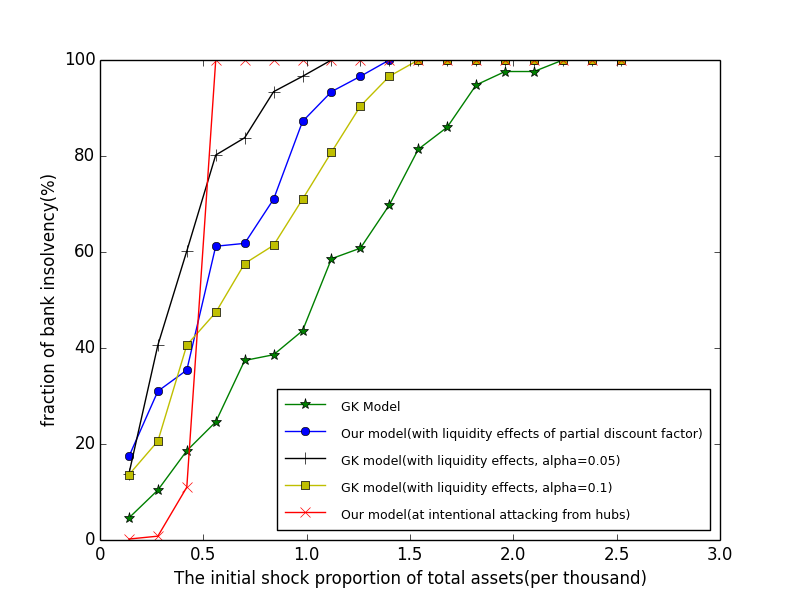 100
80
60
40
20
0
fraction of bank insolvency(%)
GK Model
Our model(with liquidity effects of partial discount factor)
GK model(with liquidity effects, alpha=0.05)
GK model(with liquidity effects, alpha=0.1)
Our model(at intentional attacking from hubs)
0 0.5 1.0 1.5 2.0 2.5 3.0
The initial shock proportion of total assets(per thousand)